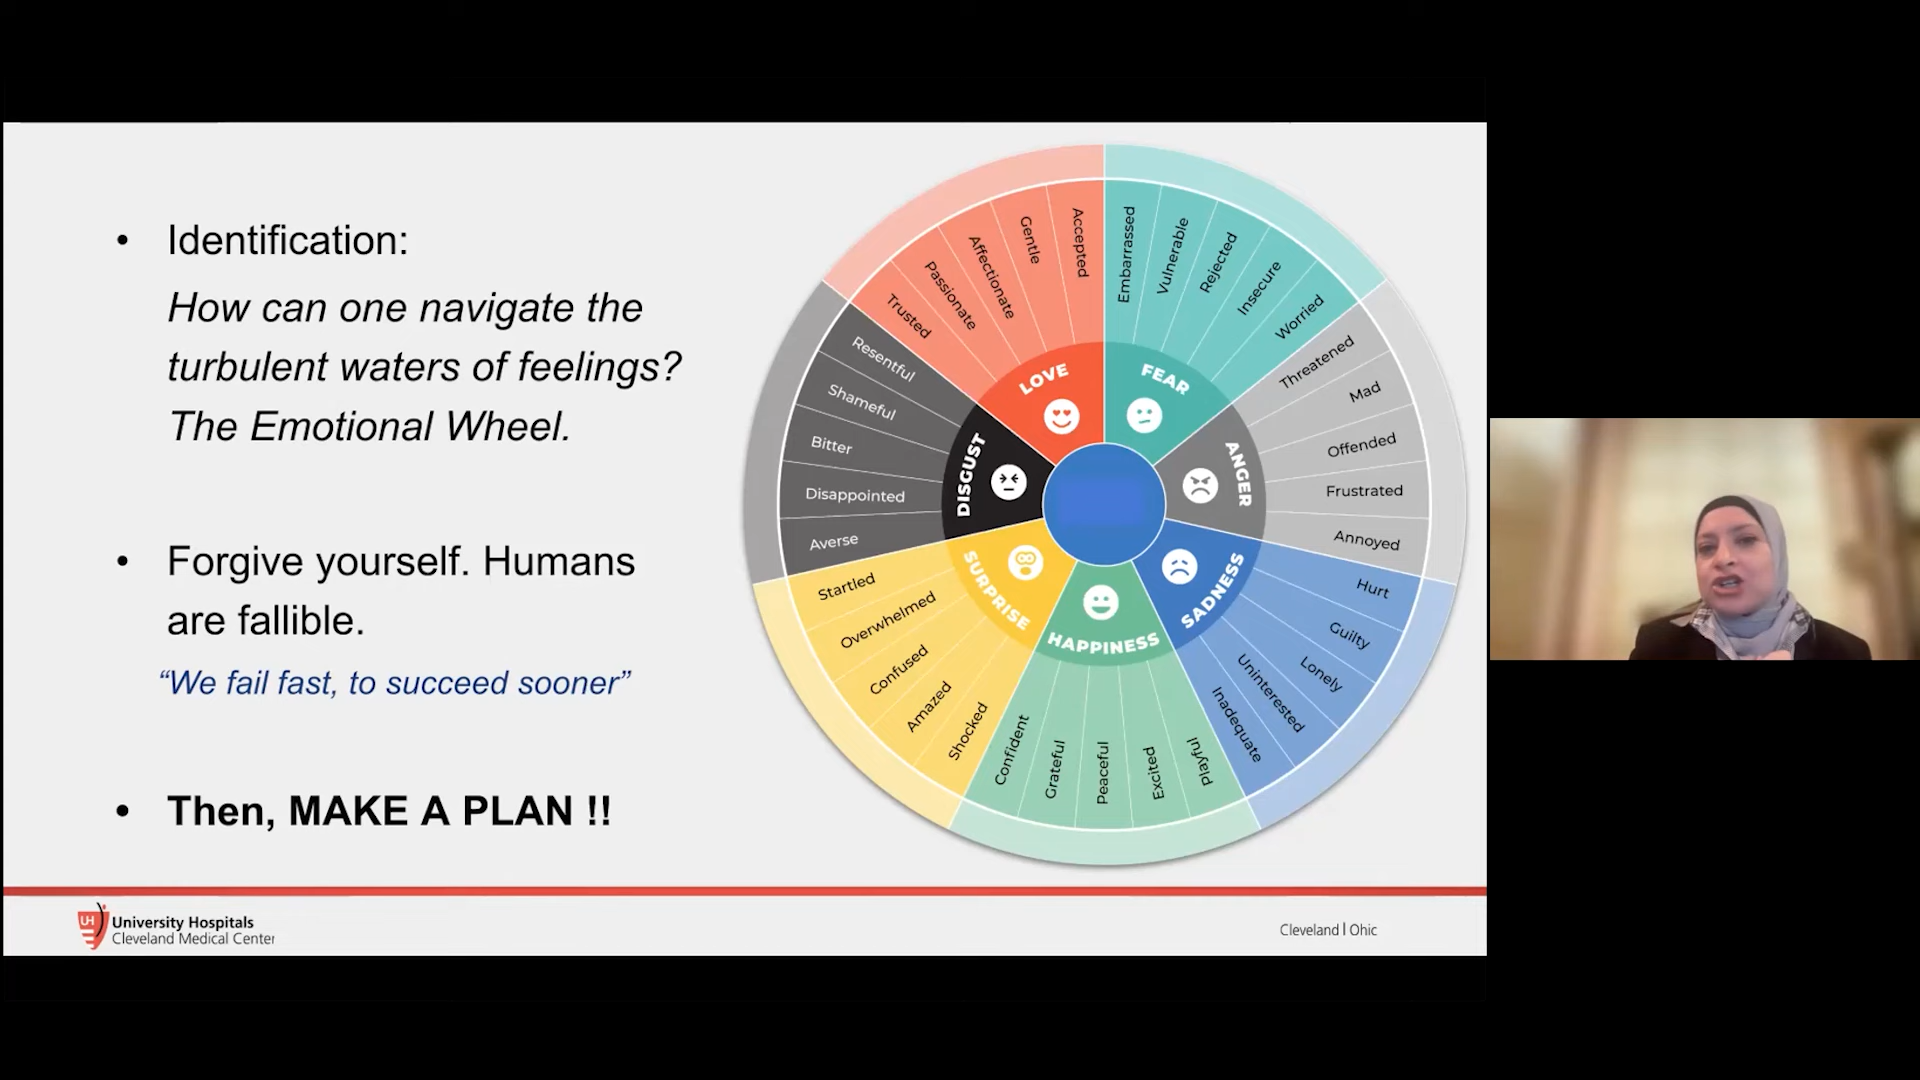 • Identification:
How can one navigate the
turbulent waters of feelings?
The Emotional Wheel.
• Forgive yourself. Humans
are fallible.
“We fail fast, to succeed sooner”
• Then, MAKE A PLAN !!
LOVE
Trusted
Passionate
Affectionate
Gentle
Accepted
FEAR
Embarrassed
Vulnerable
Rejected
Insecure
Worried
ANGER
Threatened
Mad
Offended
Frustrated
Annoyed
SADNESS
Hurt
Guilty
Lonely
Uninterested
Inadequate
HAPPINESS
Playful
Excited
Peaceful
Grateful
Confident
SURPRISE
Shocked
Amazed
Confused
Overwhelmed
Startled
DISGUST
Averse
Disappointed
Bitter
Shameful
Resentful
UH
University Hospitals
Cleveland Medical Center
Cleveland | Ohic